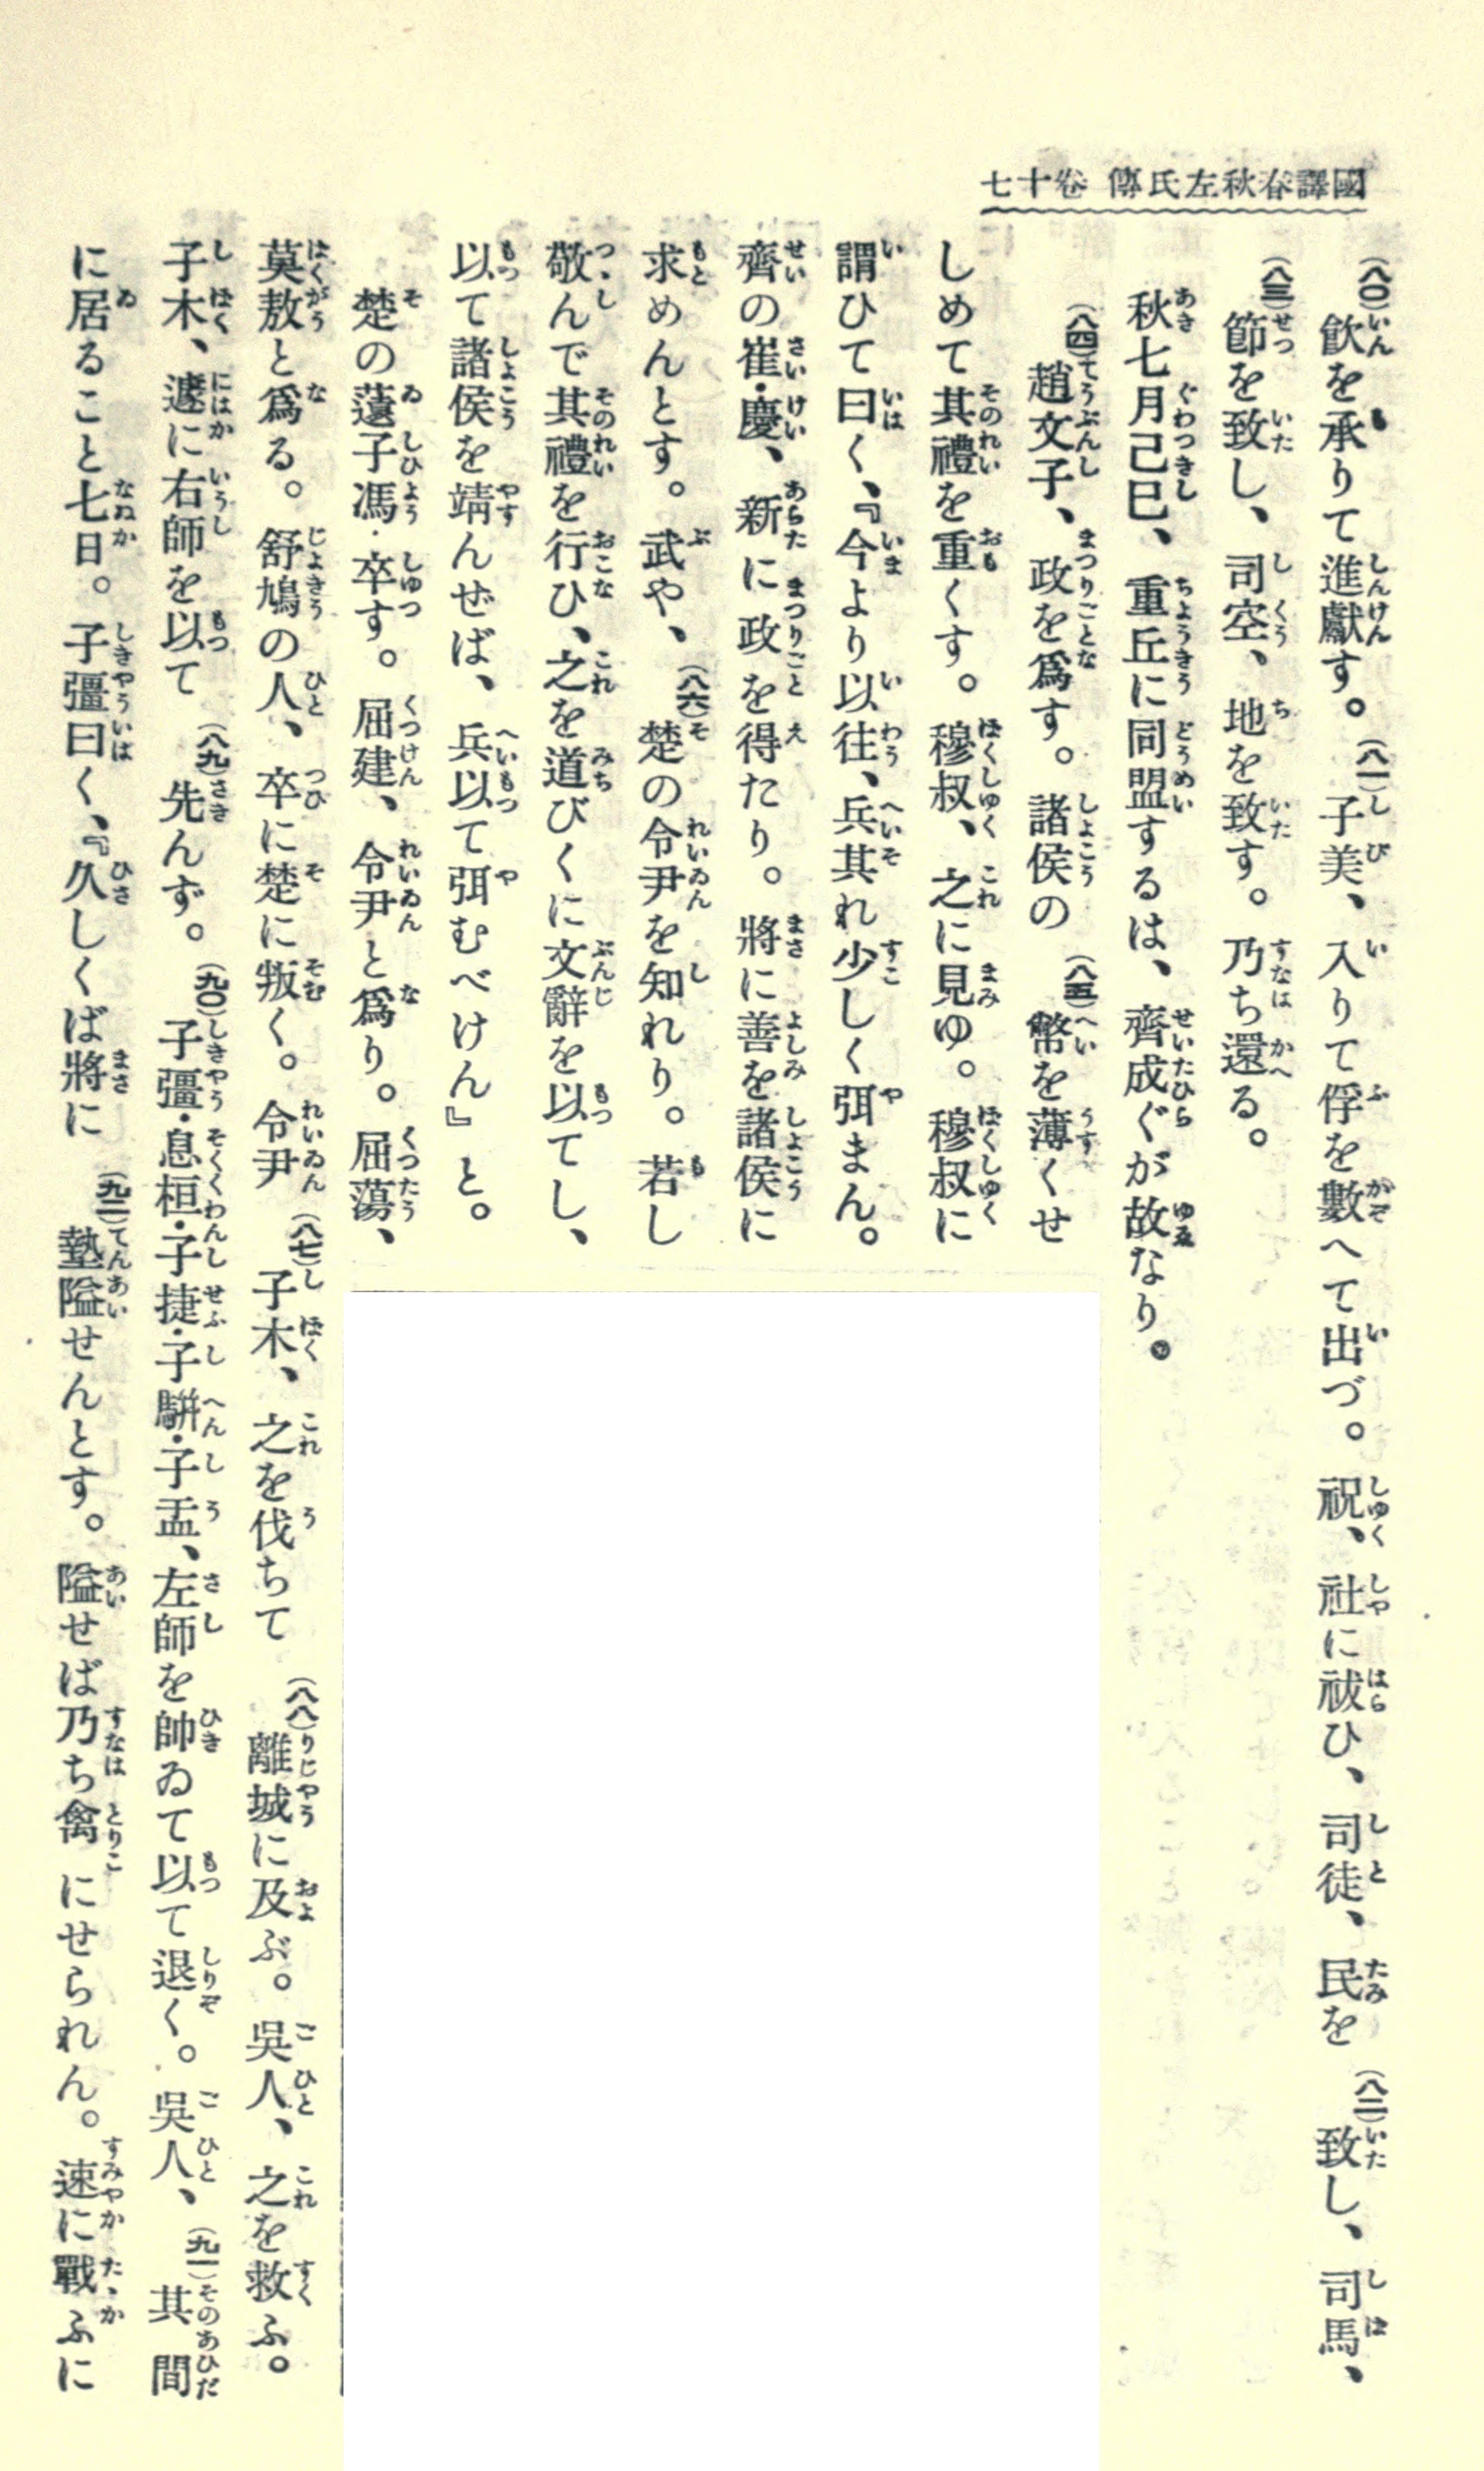 國譯春秋左氏傳 卷十七
(八〇)飮を承りて進獻す。(八一)子美、入りて俘を數へて出づ。祝、社に祓ひ、司徒、民を(八二)致し、司馬、
(八三)節を致し、司空、地を致す。乃ち還る。
秋七月己巳、重丘に同盟するは、齊成ぐが故なり。
(八四)趙文子、政を爲す。諸侯の(八五)幣を薄くせ
しめて其禮を重くす。穆叔、之に見ゆ。穆叔に
謂ひて曰く、『今より以往、兵其れ少しく弭まん。
齊の崔・慶、新に政を得たり。將に善を諸侯に
求めんとす。武や、(八六)楚の令尹を知れり。若し
敬んで其禮を行ひ、之を道びくに文辭を以てし、
以て諸侯を靖んぜば、兵以て弭むべけん』と。
楚の薳子馮・卒す。屈建、令尹と爲り。屈蕩、
莫敖と爲る。舒鳩の人、卒に楚に叛く。令尹(八七)子木、之を伐ちて(八八)離城に及ぶ。吳人、之を救ふ。
子木、遽に右師を以て(八九)先んず。(九〇)子彊・息桓・子捷・子騈・子盂、左師を帥ゐて以て退く。吳人、(九一)其間
に居ること七日。子彊曰く、『久しくば將に(九二)墊隘せんとす。隘せば乃ち禽にせられん。速に戰ふに